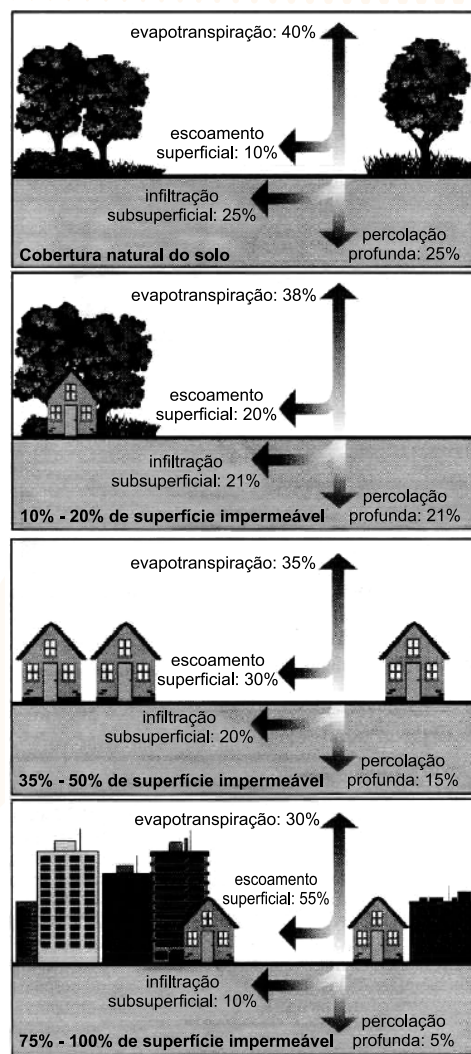 evapotranspiração: 40%
escoamento
superficial: 10%
infiltração
subsuperficial: 25%
percolação
profunda: 25%
Cobertura natural do solo
evapotranspiração: 38%
escoamento
superficial: 20%
infiltração
subsuperficial: 21%
percolação
profunda: 21%
10% - 20% de superfície impermeável
evapotranspiração: 35%
escoamento
superficial: 30%
infiltração
subsuperficial: 20%
percolação
profunda: 15%
35% - 50% de superfície impermeável
evapotranspiração: 30%
escoamento
superficial: 55%
infiltração
subsuperficial: 10%
percolação
profunda: 5%
75% - 100% de superfície impermeável